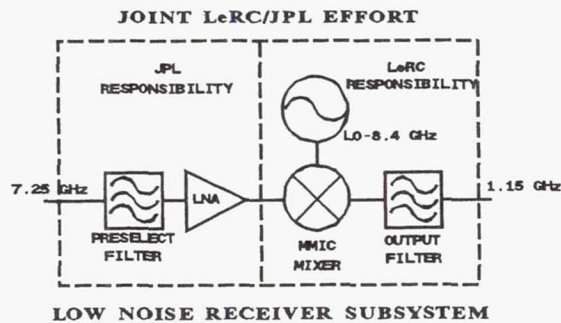 JOINT LeRC/JPL EFFORT
JPL
RESPONSIBILITY
LeRC
RESPONSIBILITY
LO-8.4 GHz
7.25 GHz
LNA
1.15 GHz
PRESELECT
FILTER
MMIC
MIXER
OUTPUT
FILTER
LOW NOISE RECEIVER SUBSYSTEM